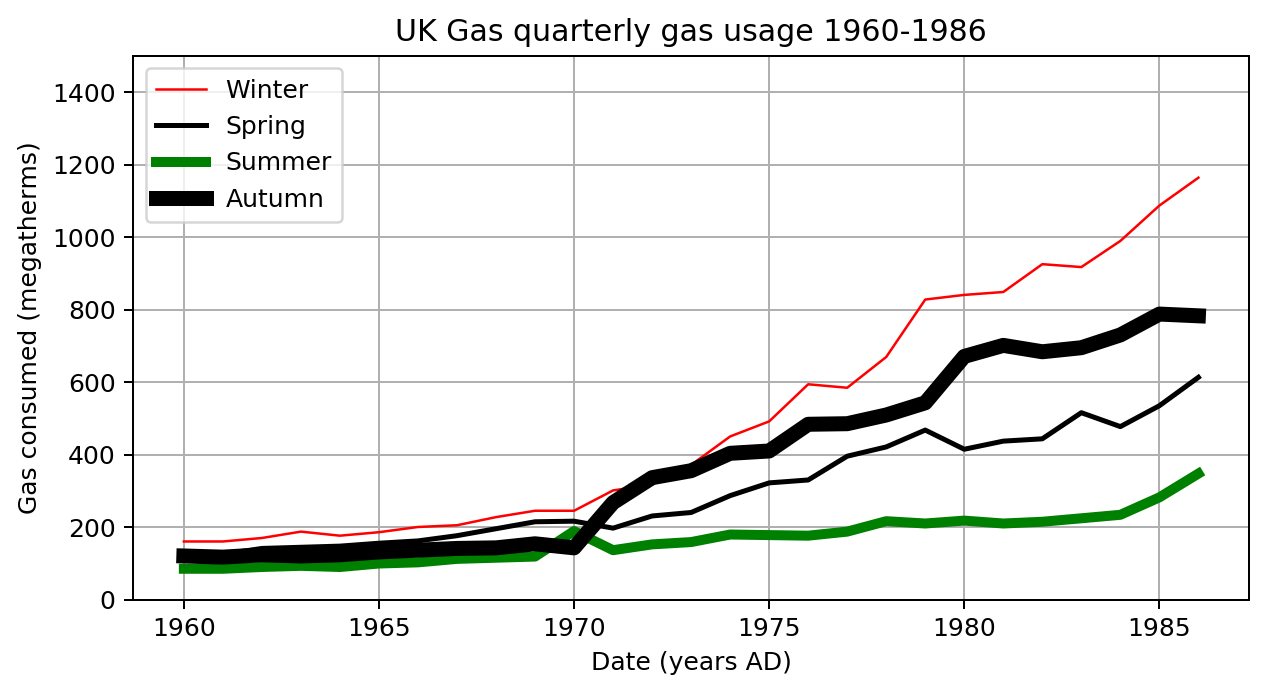 UK Gas quarterly gas usage 1960-1986
Winter
Spring
Summer
Autumn
1400
1200
1000
800
600
400
200
0
Gas consumed (megatherms)
1960 1965 1970 1975 1980 1985
Date (years AD)